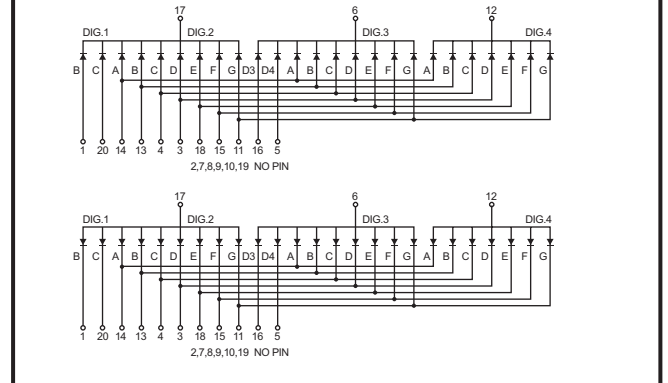 17 6 12
DIG.1 DIG.2 DIG.3 DIG.4
B C A B C D E F G D3 D4 A B C D E F G A B C D E F G
1 20 14 13 4 3 18 15 11 16 5
2,7,8,9,10,19 NO PIN
17 6 12
DIG.1 DIG.2 DIG.3 DIG.4
B C A B C D E F G D3 D4 A B C D E F G A B C D E F G
1 20 14 13 4 3 18 15 11 16 5
2,7,8,9,10,19 NO PIN